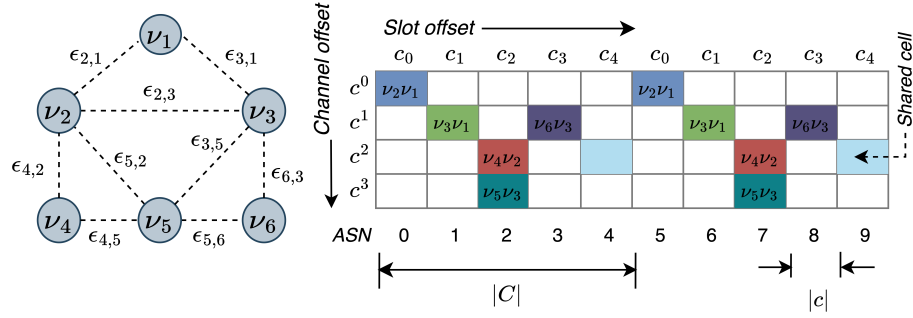 ν₁
ϵ₂,₁
ϵ₃,₁
ν₂
ϵ₂,₃
ν₃
ϵ₄,₂
ϵ₅,₂
ϵ₃,₅
ϵ₆,₃
ν₄
ϵ₄,₅
ν₅
ϵ₅,₆
ν₆
Slot offset
Channel offset
c₀ c₁ c₂ c₃ c₄ c₀ c₁ c₂ c₃ c₄
c⁰ ν₂ν₁ ν₂ν₁
c¹ ν₃ν₁ ν₆ν₃ ν₃ν₁ ν₆ν₃
c² ν₄ν₂ ν₄ν₂
c³ ν₅ν₃ ν₅ν₃
Shared cell
ASN 0 1 2 3 4 5 6 7 8 9
|C| |c|